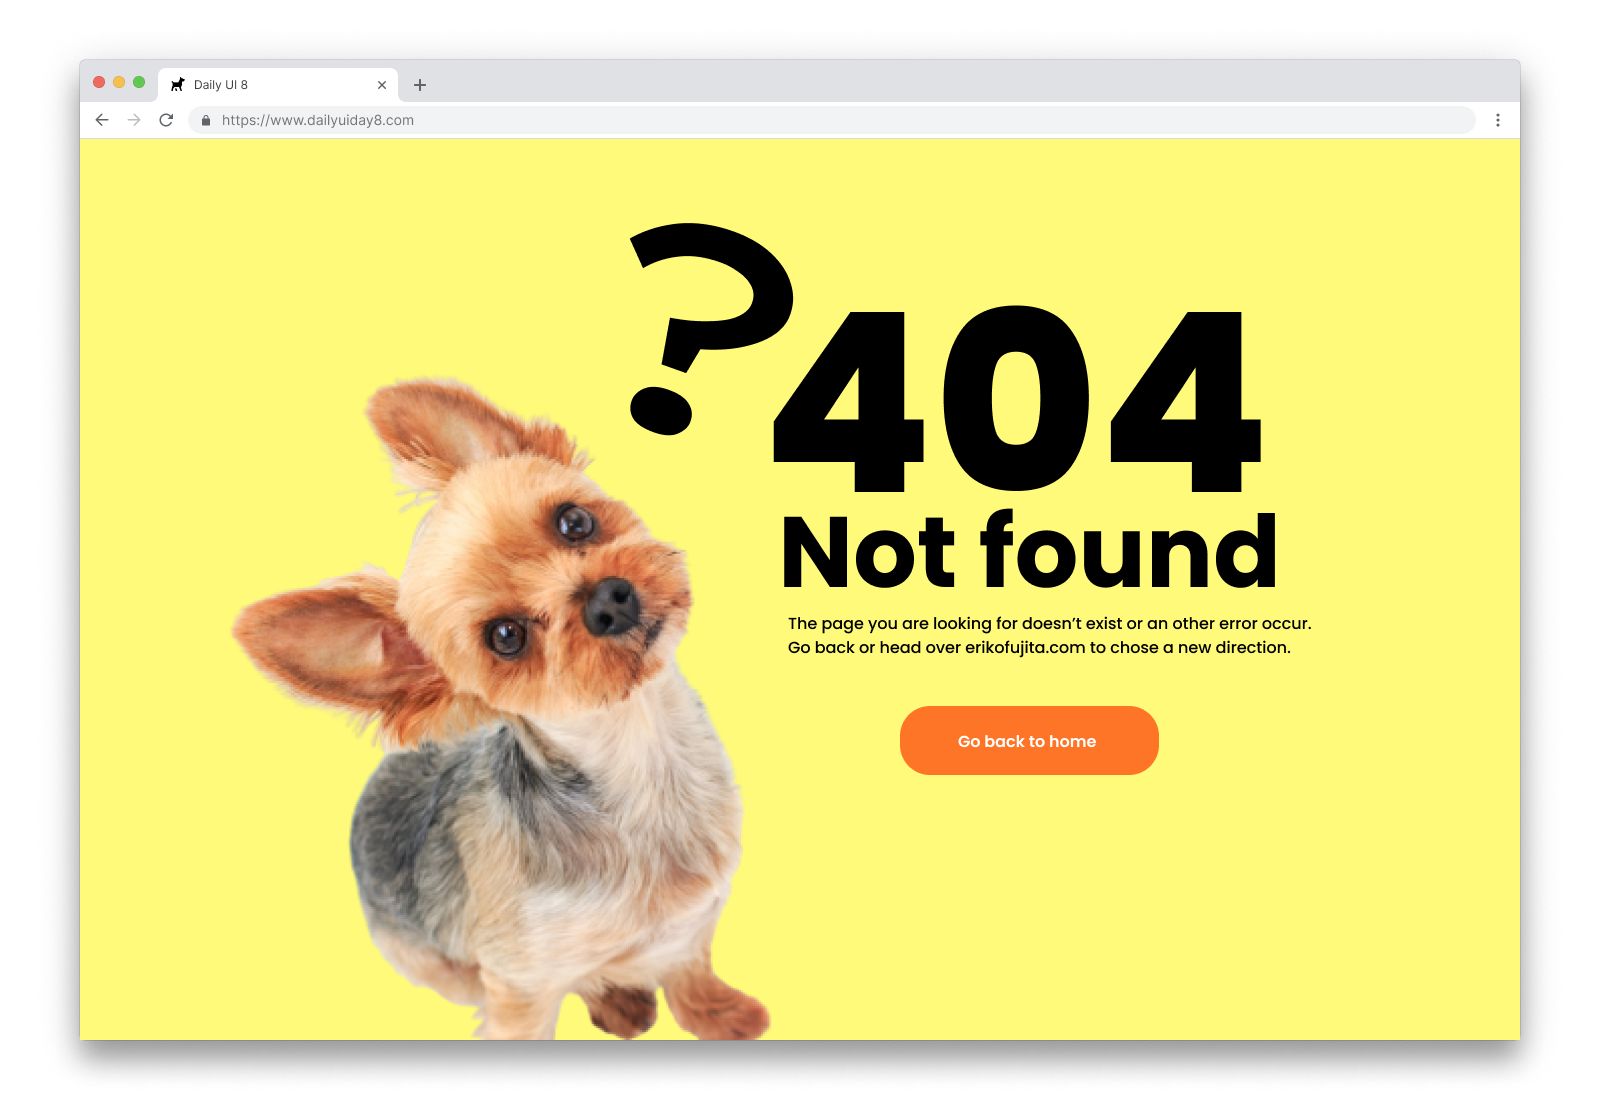 Daily UI 8
https://www.dailyuiday8.com
?
404
Not found
The page you are looking for doesn’t exist or an other error occur.
Go back or head over erikofujita.com to chose a new direction.
Go back to home